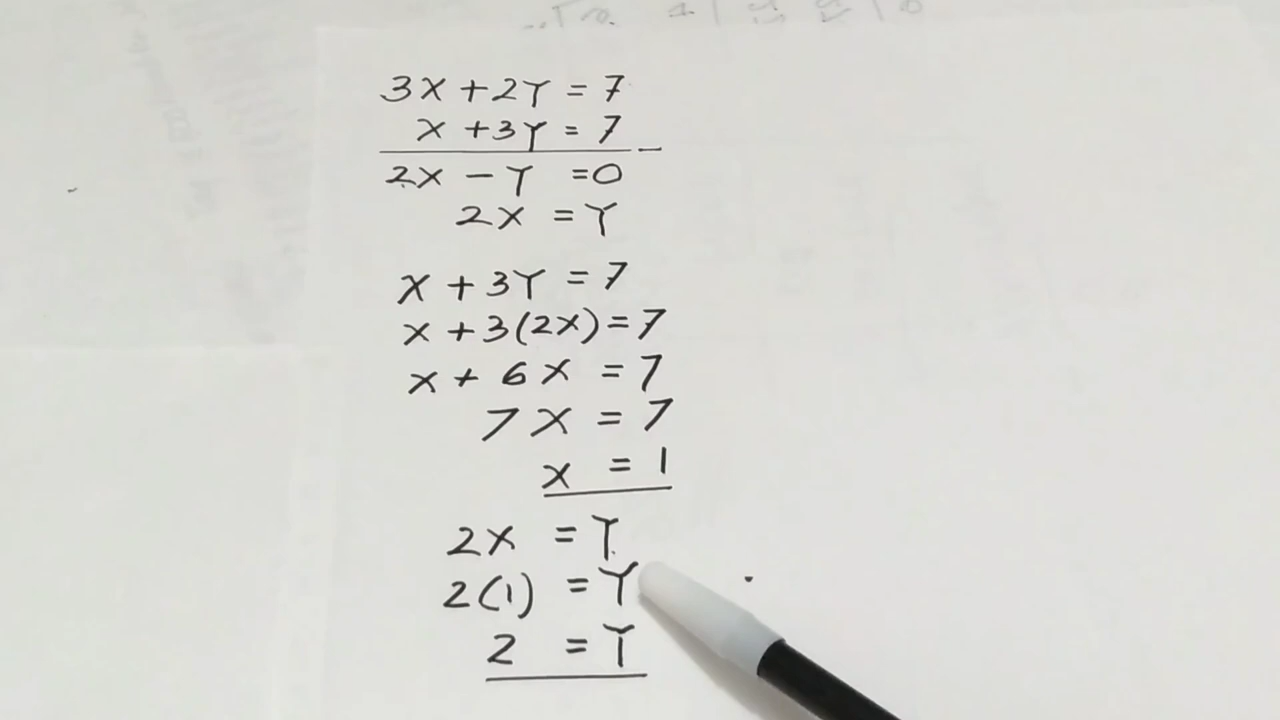 3X + 2Y = 7
X + 3Y = 7
2X - Y = 0
2X = Y
X + 3Y = 7
X + 3(2X) = 7
X + 6X = 7
7X = 7
X = 1
2X = Y
2(1) = Y
2 = Y